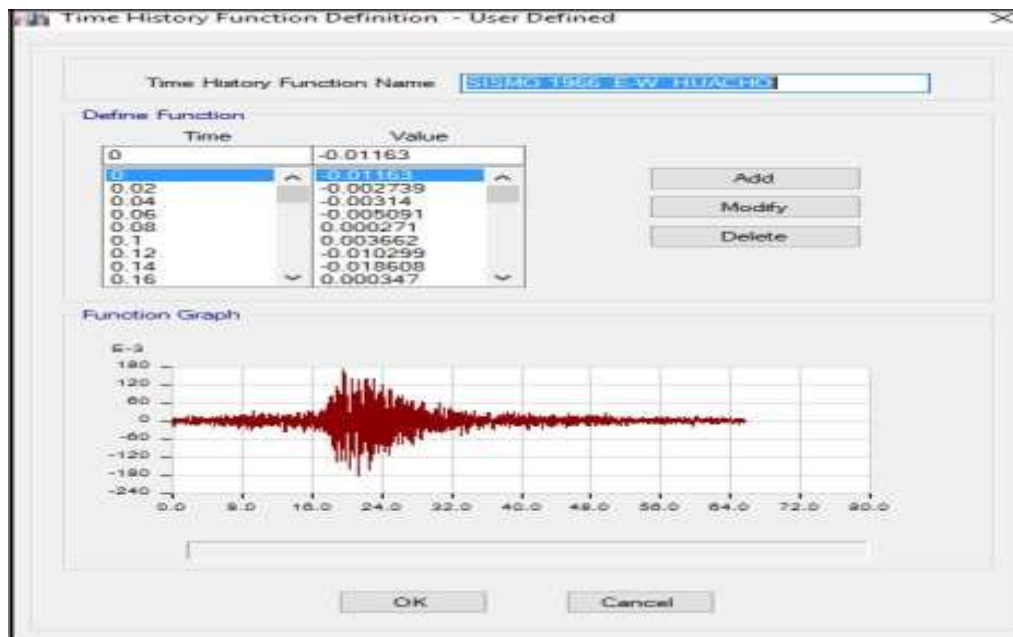 Time History Function Definition - User Defined
Time History Function Name SISMO 1966 E-W HUACHO
Define Function
Time Value
0 -0.01163
0 -0.01163
0.02 -0.002739
0.04 -0.00314
0.06 -0.005091
0.08 0.000271
0.1 0.003662
0.12 -0.010299
0.14 -0.018608
0.16 0.000347
Add
Modify
Delete
Function Graph
E-3
180
120
60
0
-60
-120
-180
-240
0.0 8.0 16.0 24.0 32.0 40.0 48.0 56.0 64.0 72.0 80.0
OK Cancel